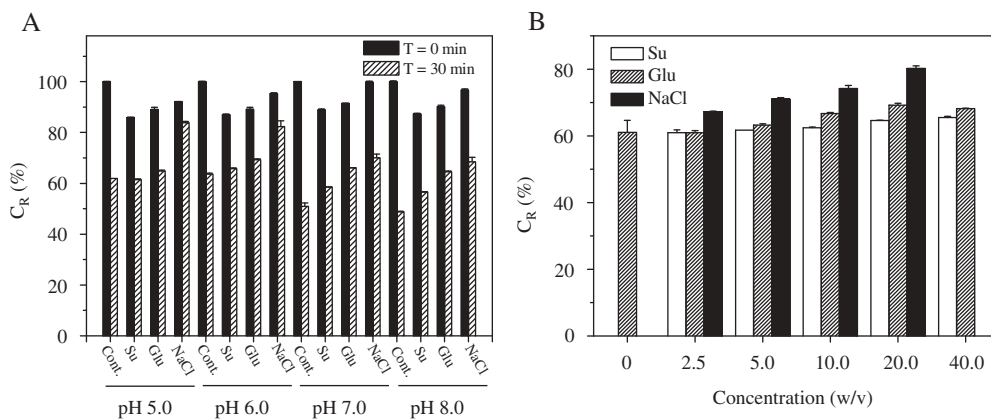 A
T = 0 min
T = 30 min
C_R (%)
100
80
60
40
20
0
Cont. Su Glu NaCl Cont. Su Glu NaCl Cont. Su Glu NaCl Cont. Su Glu NaCl
pH 5.0 pH 6.0 pH 7.0 pH 8.0
B
Su
Glu
NaCl
C_R (%)
80
60
40
20
0
0 2.5 5.0 10.0 20.0 40.0
Concentration (w/v)